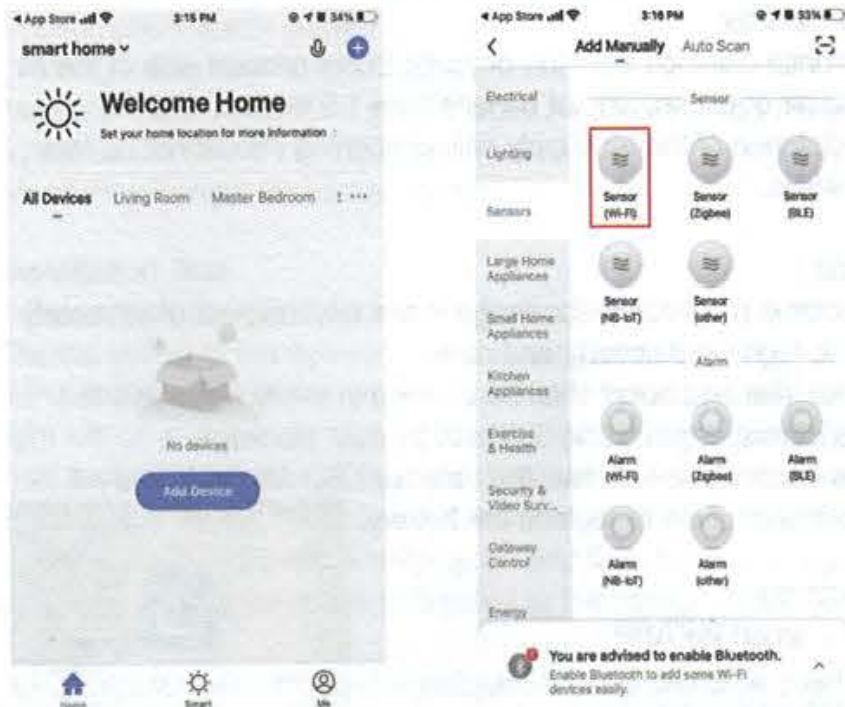 App Store
3:15 PM
34%
smart home
Welcome Home
Set your home location for more Information
All Devices
Living Room
Master Bedroom
No devices
Add Device
Home
Smart
Me
App Store
3:16 PM
33%
Add Manually
Auto Scan
Electrical
Lighting
Sensors
Large Home
Appliances
Small Home
Appliances
Kitchen
Appliances
Exercise
& Health
Security &
Video Surv...
Gateway
Control
Energy
Sensor
Sensor
(Wi-Fi)
Sensor
(Zigbee)
Sensor
(BLE)
Sensor
(NB-IoT)
Sensor
(other)
Alarm
Alarm
(Wi-Fi)
Alarm
(Zigbee)
Alarm
(BLE)
Alarm
(NB-IoT)
Alarm
(other)
You are advised to enable Bluetooth.
Enable Bluetooth to add some Wi-Fi
devices easily.